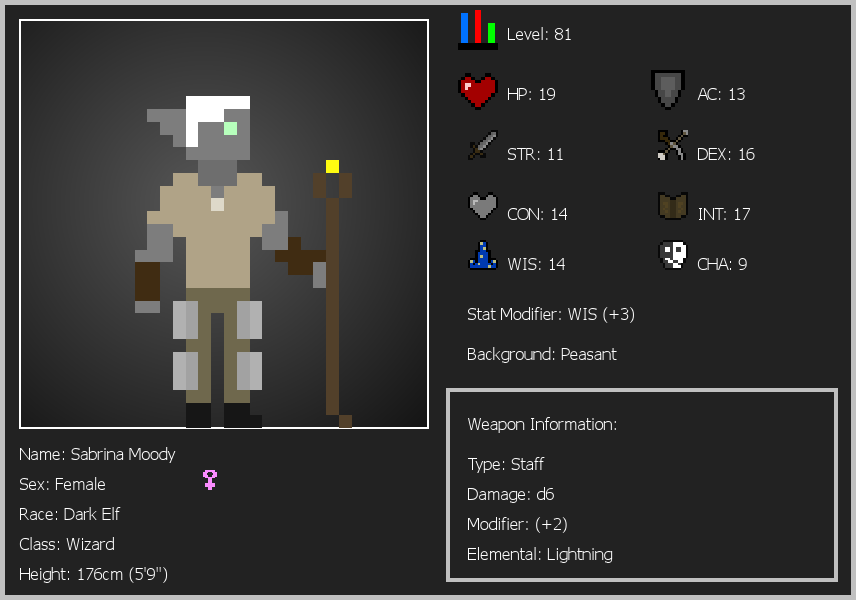 Level: 81
HP: 19
AC: 13
STR: 11
DEX: 16
CON: 14
INT: 17
WIS: 14
CHA: 9
Stat Modifier: WIS (+3)
Background: Peasant
Weapon Information:
Type: Staff
Damage: d6
Modifier: (+2)
Elemental: Lightning
Name: Sabrina Moody
Sex: Female
Race: Dark Elf
Class: Wizard
Height: 176cm (5'9")